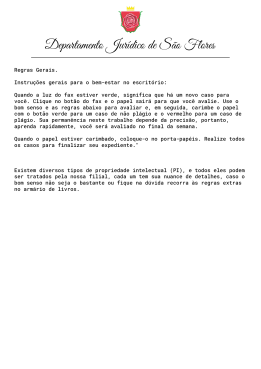 Departamento Jurídico de São Flores
Regras Gerais.
Instruções gerais para o bem-estar no escritório:
Quando a luz do fax estiver verde, significa que há um novo caso para
você. Clique no botão do fax e o papel sairá para que você avalie. Use o
bom senso e as regras abaixo para avaliar e, em seguida, carimbe o papel
com o botão verde para um caso de não plágio e o vermelho para um caso de
plágio. Sua permanência neste trabalho depende da precisão, portanto,
aprenda rapidamente, você será avaliado no final da semana.
Quando o papel estiver carimbado, coloque-o no porta-papéis. Realize todos
os casos para finalizar seu expediente."
Existem diversos tipos de propriedade intelectual (PI), e todos eles podem
ser tratados pela nossa filial, cada um tem sua nuance de detalhes, caso o
bom senso não seja o bastante ou fique na dúvida recorra às regras extras
no armário de livros.